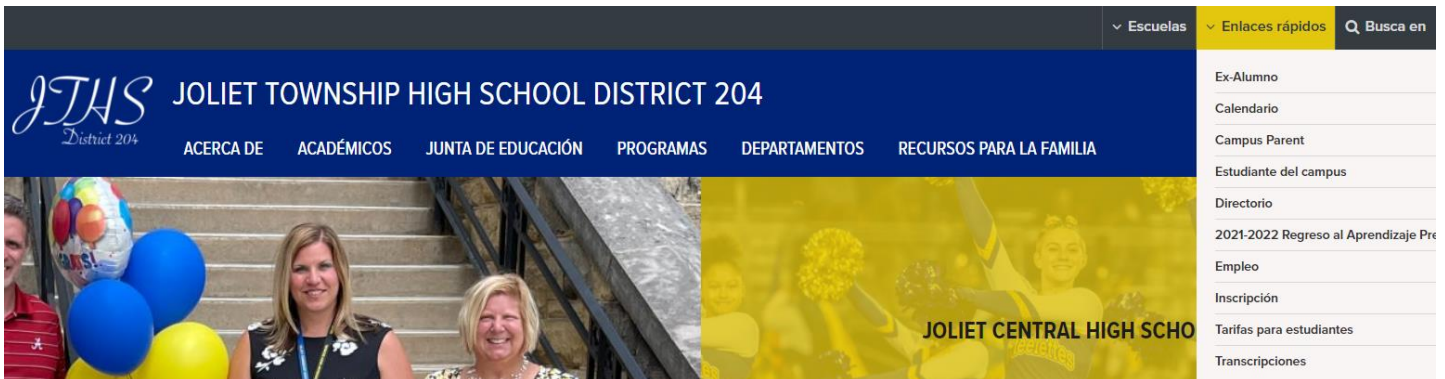 Escuelas
Enlaces rápidos
Busca en
JTHS
District 204
JOLIET TOWNSHIP HIGH SCHOOL DISTRICT 204
ACERCA DE
ACADÉMICOS
JUNTA DE EDUCACIÓN
PROGRAMAS
DEPARTAMENTOS
RECURSOS PARA LA FAMILIA
Ex-Alumno
Calendario
Campus Parent
Estudiante del campus
Directorio
2021-2022 Regreso al Aprendizaje Pre
Empleo
Inscripción
Tarifas para estudiantes
Transcripciones
JOLIET CENTRAL HIGH SCHO